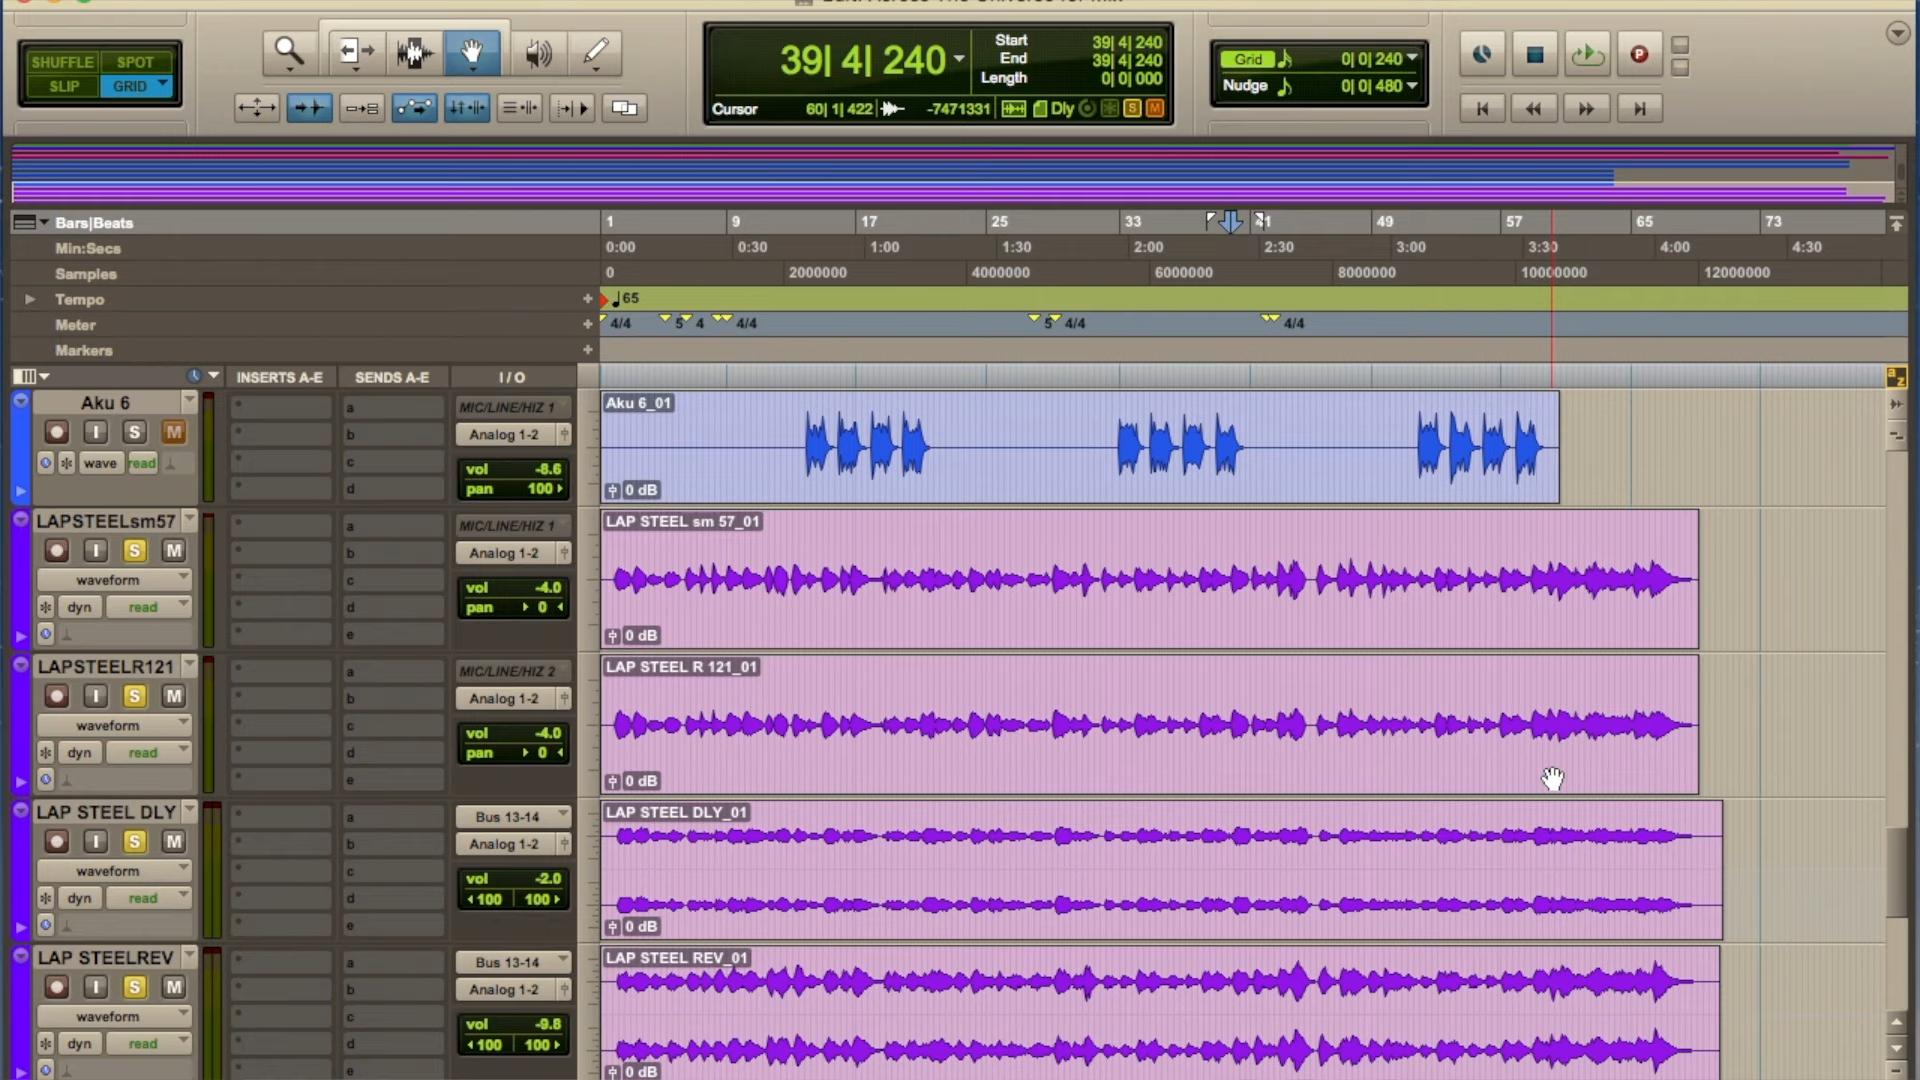 SHUFFLE SPOT
SLIP GRID
39| 4| 240
Start 39| 4| 240
End 39| 4| 240
Length 0| 0| 000
Cursor 60| 1| 422 -7471331 Dly S M
Grid 0| 0| 240
Nudge 0| 0| 480
P
Bars|Beats 1 9 17 25 33 41 49 57 65 73
Min:Secs 0:00 0:30 1:00 1:30 2:00 2:30 3:00 3:30 4:00 4:30
Samples 0 2000000 4000000 6000000 8000000 10000000 12000000
Tempo + 65
Meter + 4/4 5 4 4/4 5 4/4 4/4
Markers +
INSERTS A-E SENDS A-E I / O
a z
Aku 6 a MIC/LINE/HIZ 1 Aku 6_01
I S M b Analog 1-2
wave read c vol -8.6
d pan 100 0 dB
LAPSTEELsm57 a MIC/LINE/HIZ 1 LAP STEEL sm 57_01
I S M b Analog 1-2
waveform c vol -4.0
dyn read d pan 0
e 0 dB
LAPSTEELR121 a MIC/LINE/HIZ 2 LAP STEEL R 121_01
I S M b Analog 1-2
waveform c vol -4.0
dyn read d pan 0
e 0 dB
LAP STEEL DLY a Bus 13-14 LAP STEEL DLY_01
I S M b Analog 1-2
waveform c vol -2.0
dyn read d 100 100
e 0 dB
LAP STEELREV a Bus 13-14 LAP STEEL REV_01
I S M b Analog 1-2
waveform c vol -9.8
dyn read d 100 100
e 0 dB